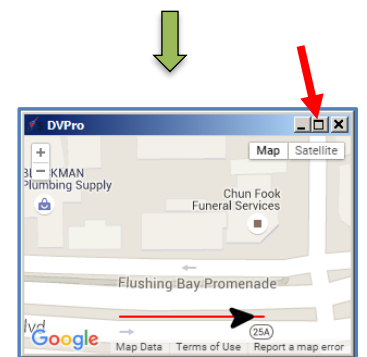 DVPro
Map Satellite
KMAN
Plumbing Supply
Chun Fook
Funeral Services
Flushing Bay Promenade
lvd
Google
25A
Map Data Terms of Use Report a map error